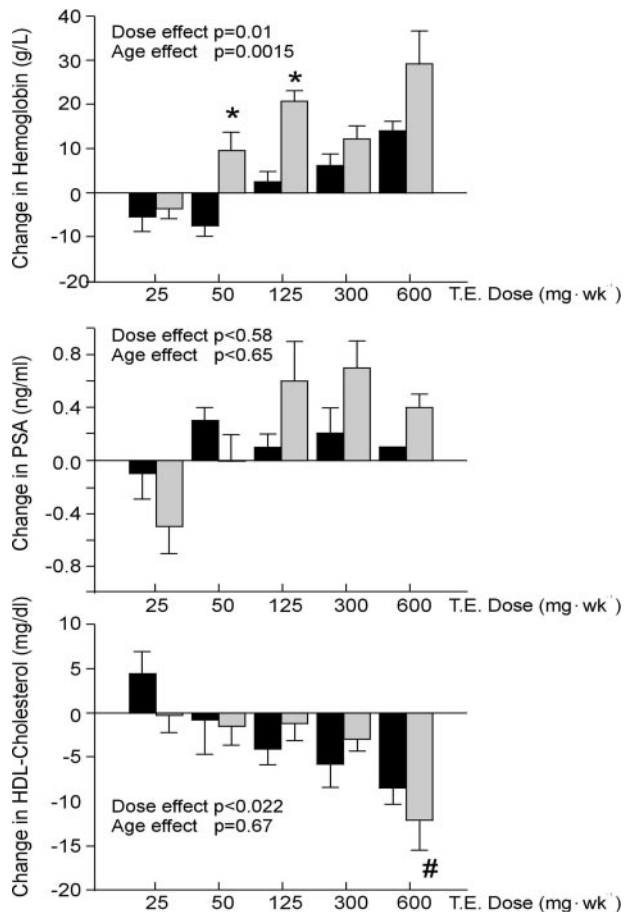 Dose effect p=0.01
Age effect p=0.0015
Change in Hemoglobin (g/L)
40
30
20
10
0
-10
20
*
*
25 50 125 300 600 T.E. Dose (mg·wk⁻
Dose effect p<0.58
Age effect p<0.65
Change in PSA (ng/ml)
0.8
0.4
0.0
-0.4
-0.8
25 50 125 300 600 T.E. Dose (mg·wk⁻
Change in HDL-Cholesterol (mg/dl)
10
5
0
-5
-10
-15
-20
Dose effect p<0.022
Age effect p=0.67
#
25 50 125 300 600 T.E. Dose (mg·wk⁻